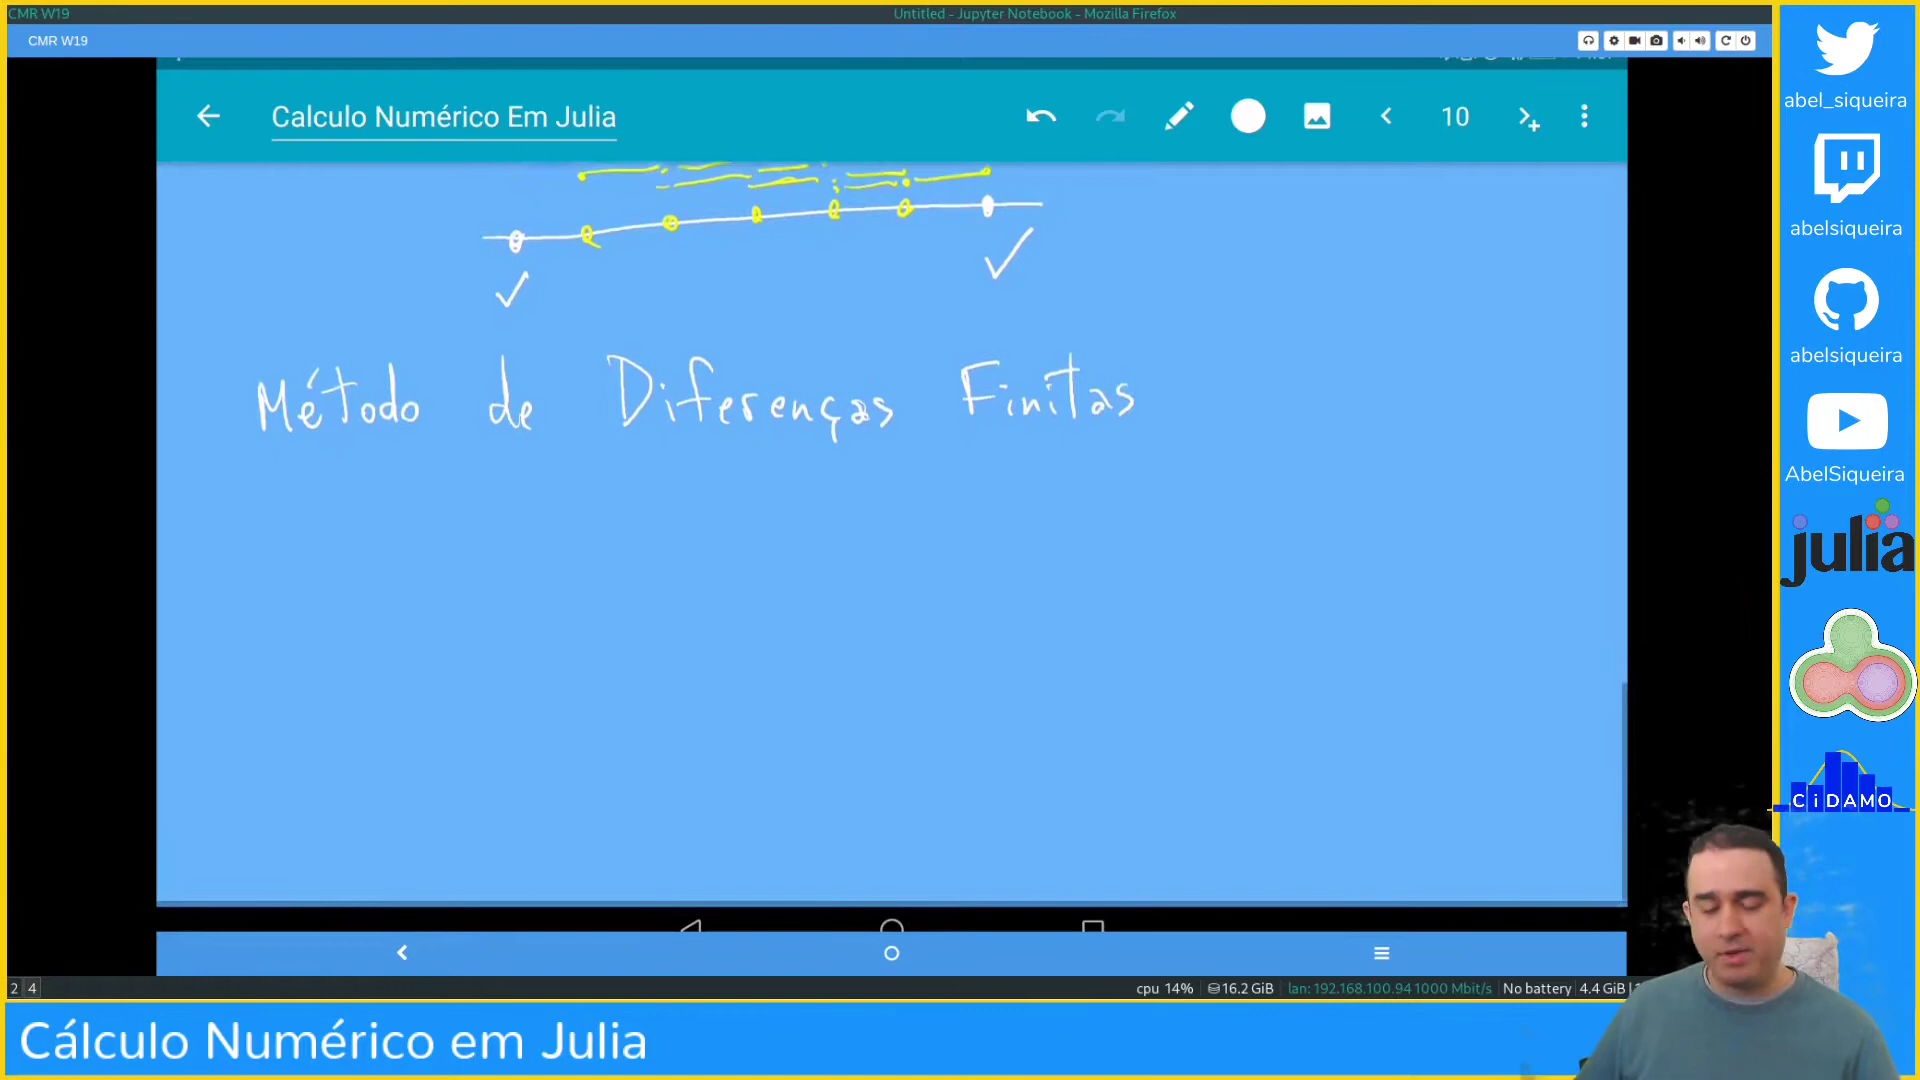 CMR W19
Untitled - Jupyter Notebook - Mozilla Firefox
CMR W19
Calculo Numérico Em Julia
10
Método de Diferenças Finitas
abel_siqueira
abelsiqueira
abelsiqueira
AbelSiqueira
julia
CiDAMO
2 4
cpu 14% 16.2 GiB lan: 192.168.100.94 1000 Mbit/s No battery 4.4 GiB
Cálculo Numérico em Julia